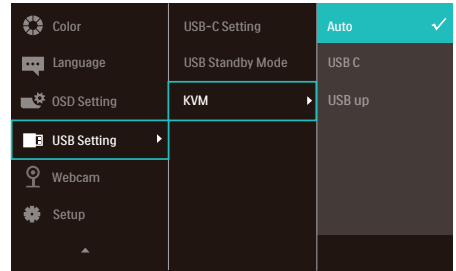 Color
Language
OSD Setting
USB Setting
Webcam
Setup
USB-C Setting
USB Standby Mode
KVM
Auto
USB C
USB up